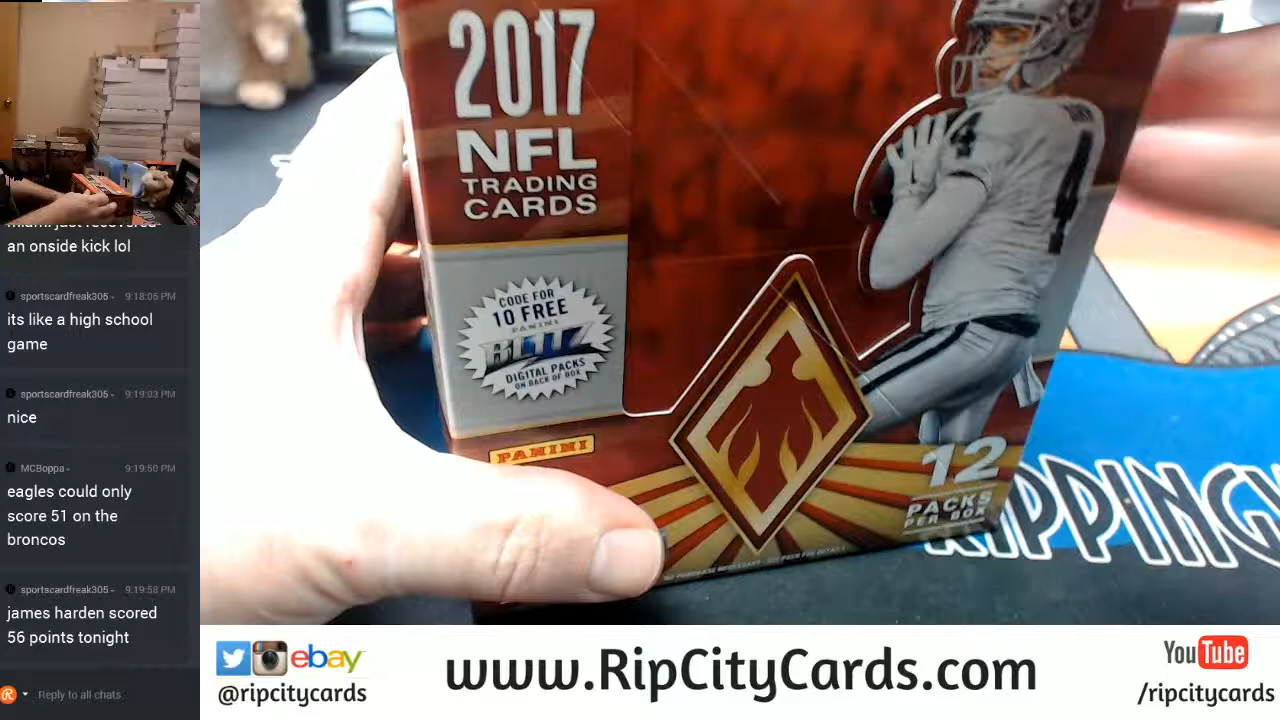 2017
NFL
TRADING
CARDS
CODE FOR
10 FREE
PANINI
BLITZ
DIGITAL PACKS
ON BACK OF BOX
PANINI
12
PACKS
PER BOX
4
RIPPING
an onside kick lol
sportscardfreak305 - 9:18:05 PM
its like a high school
game
sportscardfreak305 - 9:19:03 PM
nice
MCBoppa - 9:19:50 PM
eagles could only
score 51 on the
broncos
sportscardfreak305 - 9:19:58 PM
james harden scored
56 points tonight
Reply to all chats
ebay
@ripcitycards
www.RipCityCards.com
YouTube
/ripcitycards